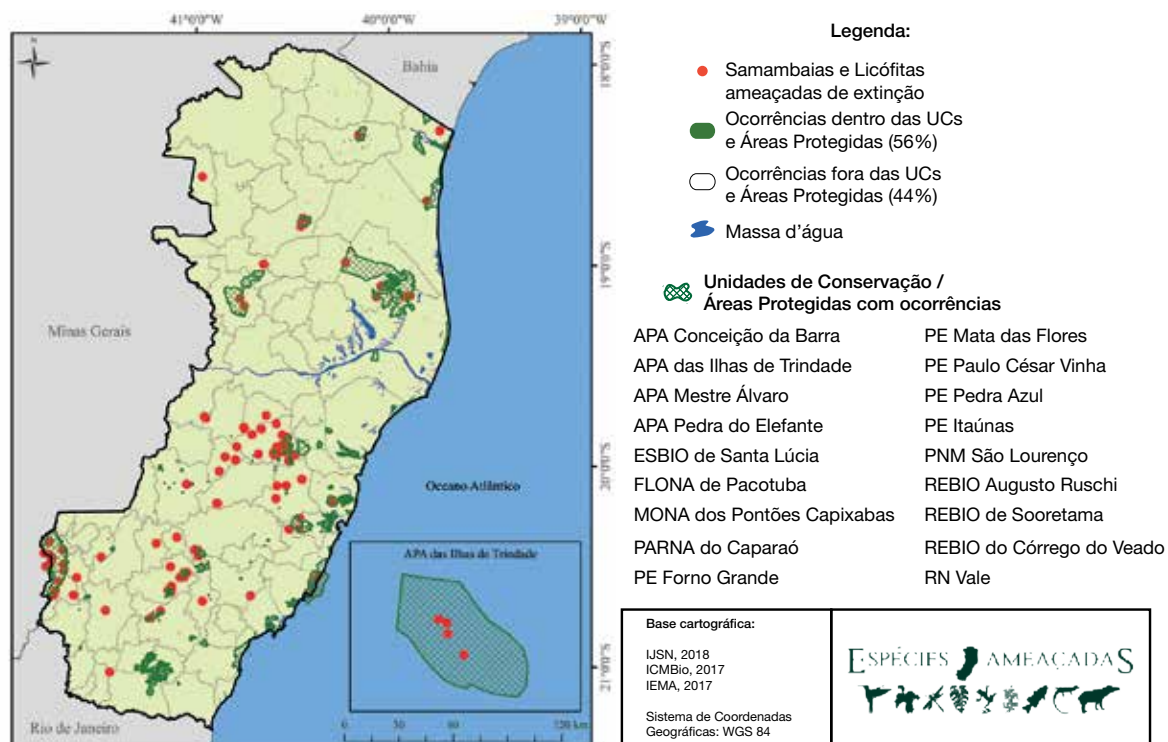 41°0'0"W
40°0'0"W
39°0'0"W
N
Bahia
18°0'0"S
19°0'0"S
Minas Gerais
20°0'0"S
Oceano Atlântico
APA das Ilhas de Trindade
21°0'0"S
Rio de Janeiro
0 30 60 120 km
Legenda:
Samambaias e Licófitas
ameaçadas de extinção
Ocorrências dentro das UCs
e Áreas Protegidas (56%)
Ocorrências fora das UCs
e Áreas Protegidas (44%)
Massa d'água
Unidades de Conservação /
Áreas Protegidas com ocorrências
APA Conceição da Barra
APA das Ilhas de Trindade
APA Mestre Álvaro
APA Pedra do Elefante
ESBIO de Santa Lúcia
FLONA de Pacotuba
MONA dos Pontões Capixabas
PARNA do Caparaó
PE Forno Grande
PE Mata das Flores
PE Paulo César Vinha
PE Pedra Azul
PE Itaúnas
PNM São Lourenço
REBIO Augusto Ruschi
REBIO de Sooretama
REBIO do Córrego do Veado
RN Vale
Base cartográfica:
IJSN, 2018
ICMBio, 2017
IEMA, 2017
Sistema de Coordenadas
Geográficas: WGS 84
ESPÉCIES AMEAÇADAS